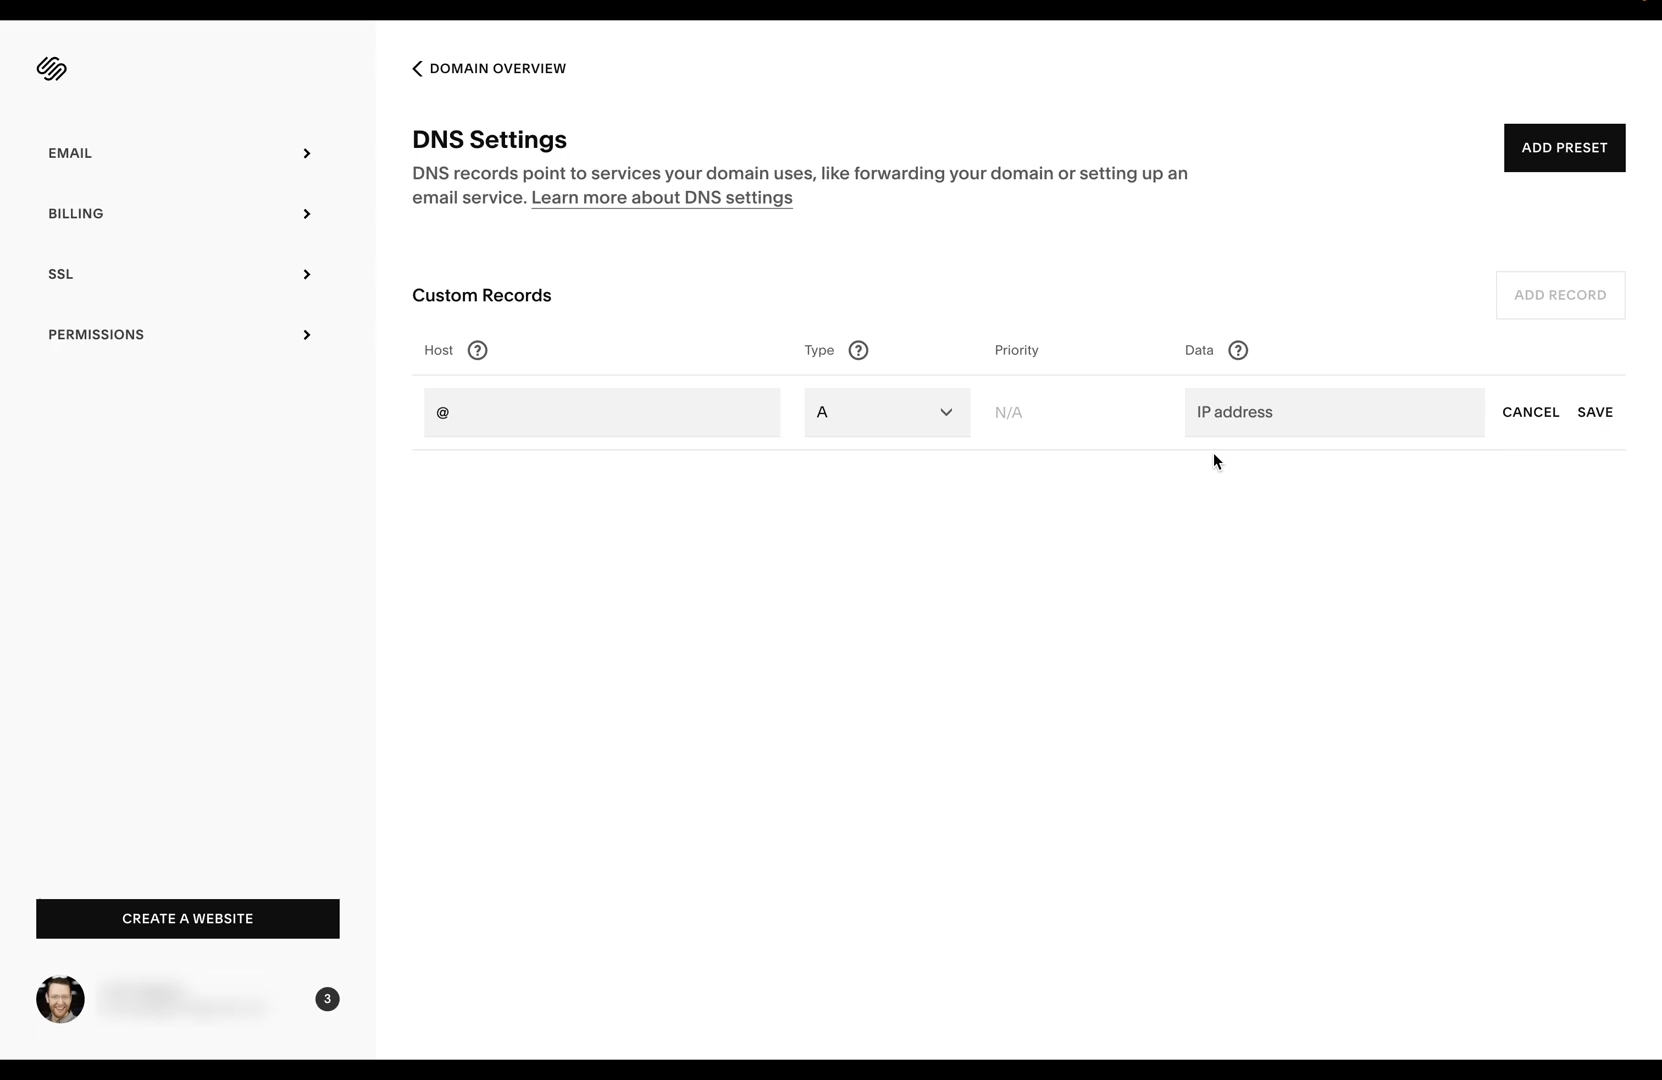 DOMAIN OVERVIEW
EMAIL
BILLING
SSL
PERMISSIONS
DNS Settings
DNS records point to services your domain uses, like forwarding your domain or setting up an
email service. Learn more about DNS settings
ADD PRESET
Custom Records
ADD RECORD
Host ? Type ? Priority Data ?
@ A N/A IP address CANCEL SAVE
CREATE A WEBSITE
3